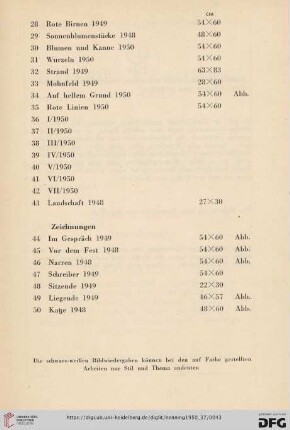 cm
28 Rote Birnen 1949 54×60
29 Sonnenblumenstücke 1948 48×60
30 Blumen und Kanne 1950 54×60
31 Wurzeln 1950 54×60
32 Strand 1949 63×83
33 Mohnfeld 1949 28×60
34 Auf hellem Grund 1950 54×60 Abb.
35 Rote Linien 1950 54×60
36 I/1950
37 II/1950
38 III/1950
39 IV/1950
40 V/1950
41 VI/1950
42 VII/1950
43 Landschaft 1948 27×30
Zeichnungen
44 Im Gespräch 1949 54×60 Abb.
45 Vor dem Fest 1948 54×60 Abb.
46 Narren 1948 54×60 Abb.
47 Schreiber 1949 54×60
48 Sitzende 1949 22×30
49 Liegende 1949 46×57 Abb.
50 Katze 1948 48×60 Abb.
Die schwarz-weißen Bildwiedergaben können bei den auf Farbe gestellten
Arbeiten nur Stil und Thema andeuten
https://digi.ub.uni-heidelberg.de/diglit/henning1950_37/0043
DFG